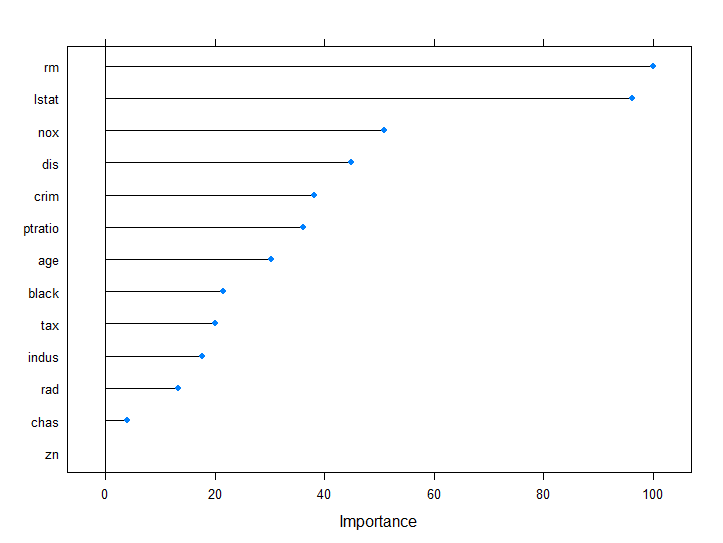 rm
lstat
nox
dis
crim
ptratio
age
black
tax
indus
rad
chas
zn
0 20 40 60 80 100
Importance